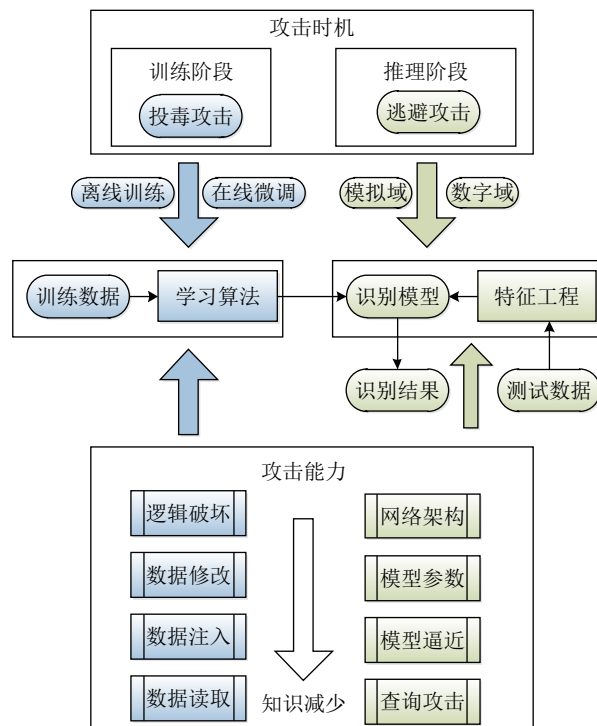 攻击时机
训练阶段 推理阶段
投毒攻击 逃避攻击
离线训练 在线微调 模拟域 数字域
训练数据 学习算法 识别模型 特征工程
识别结果 测试数据
攻击能力
逻辑破坏 网络架构
数据修改 模型参数
数据注入 模型逼近
数据读取 知识减少 查询攻击